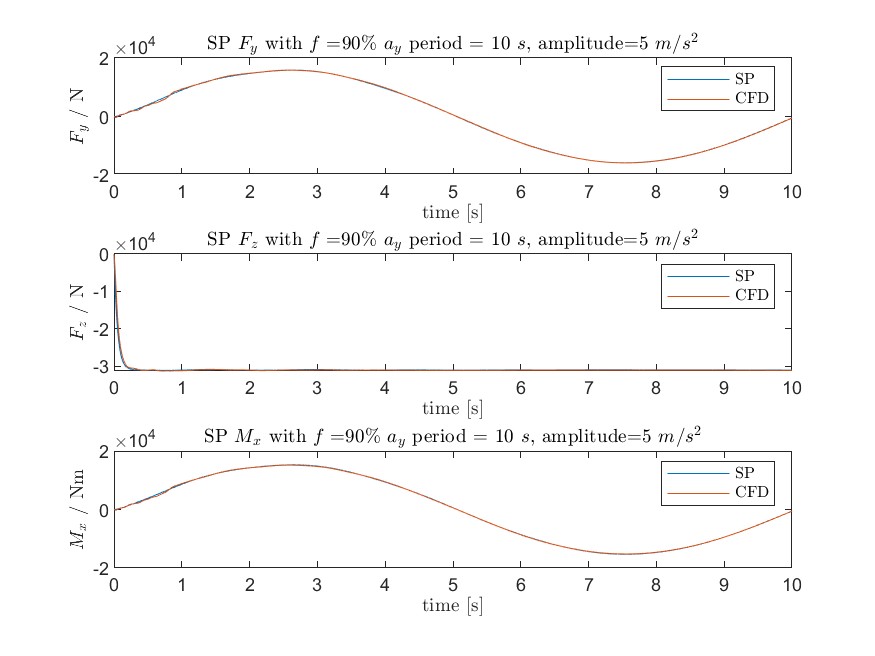 SP F_y with f =90% a_y period = 10 s, amplitude=5 m/s^2
×10^4
2
0
-2
F_y / N
SP
CFD
0 1 2 3 4 5 6 7 8 9 10
time [s]
SP F_z with f =90% a_y period = 10 s, amplitude=5 m/s^2
×10^4
0
-1
-2
-3
F_z / N
SP
CFD
0 1 2 3 4 5 6 7 8 9 10
time [s]
SP M_x with f =90% a_y period = 10 s, amplitude=5 m/s^2
×10^4
2
0
-2
M_x / Nm
SP
CFD
0 1 2 3 4 5 6 7 8 9 10
time [s]